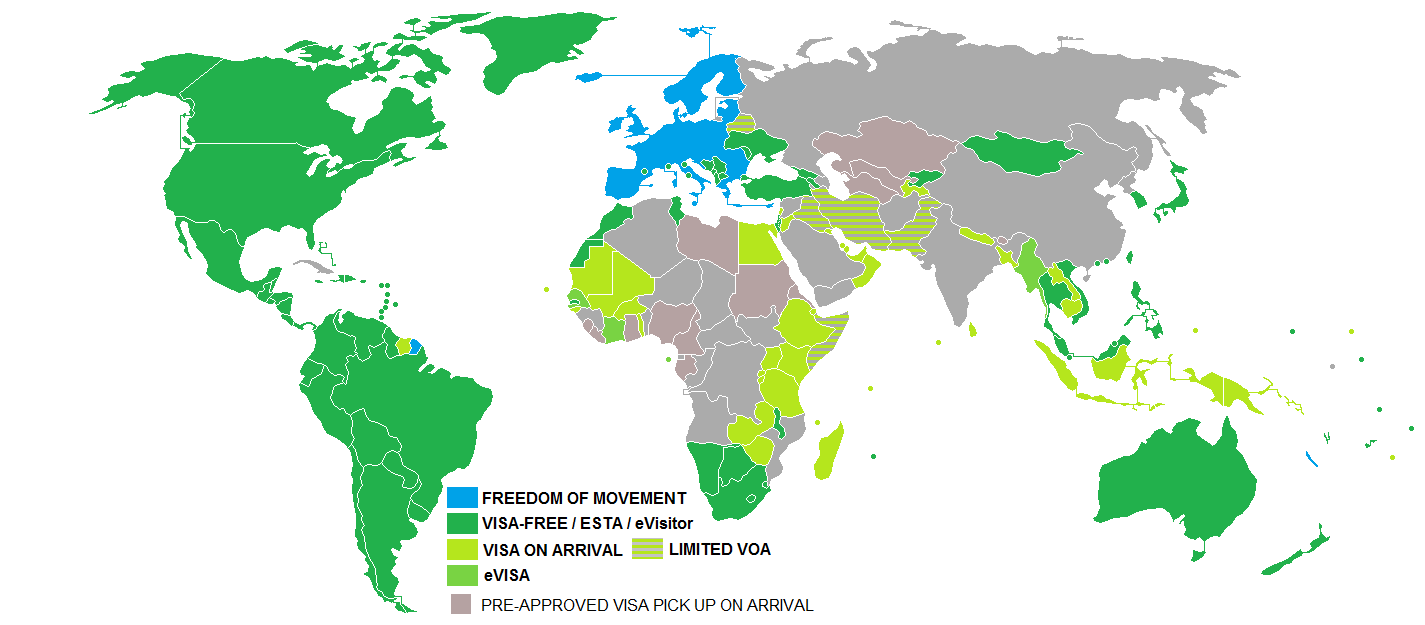 FREEDOM OF MOVEMENT
VISA-FREE / ESTA / eVisitor
VISA ON ARRIVAL LIMITED VOA
eVISA
PRE-APPROVED VISA PICK UP ON ARRIVAL